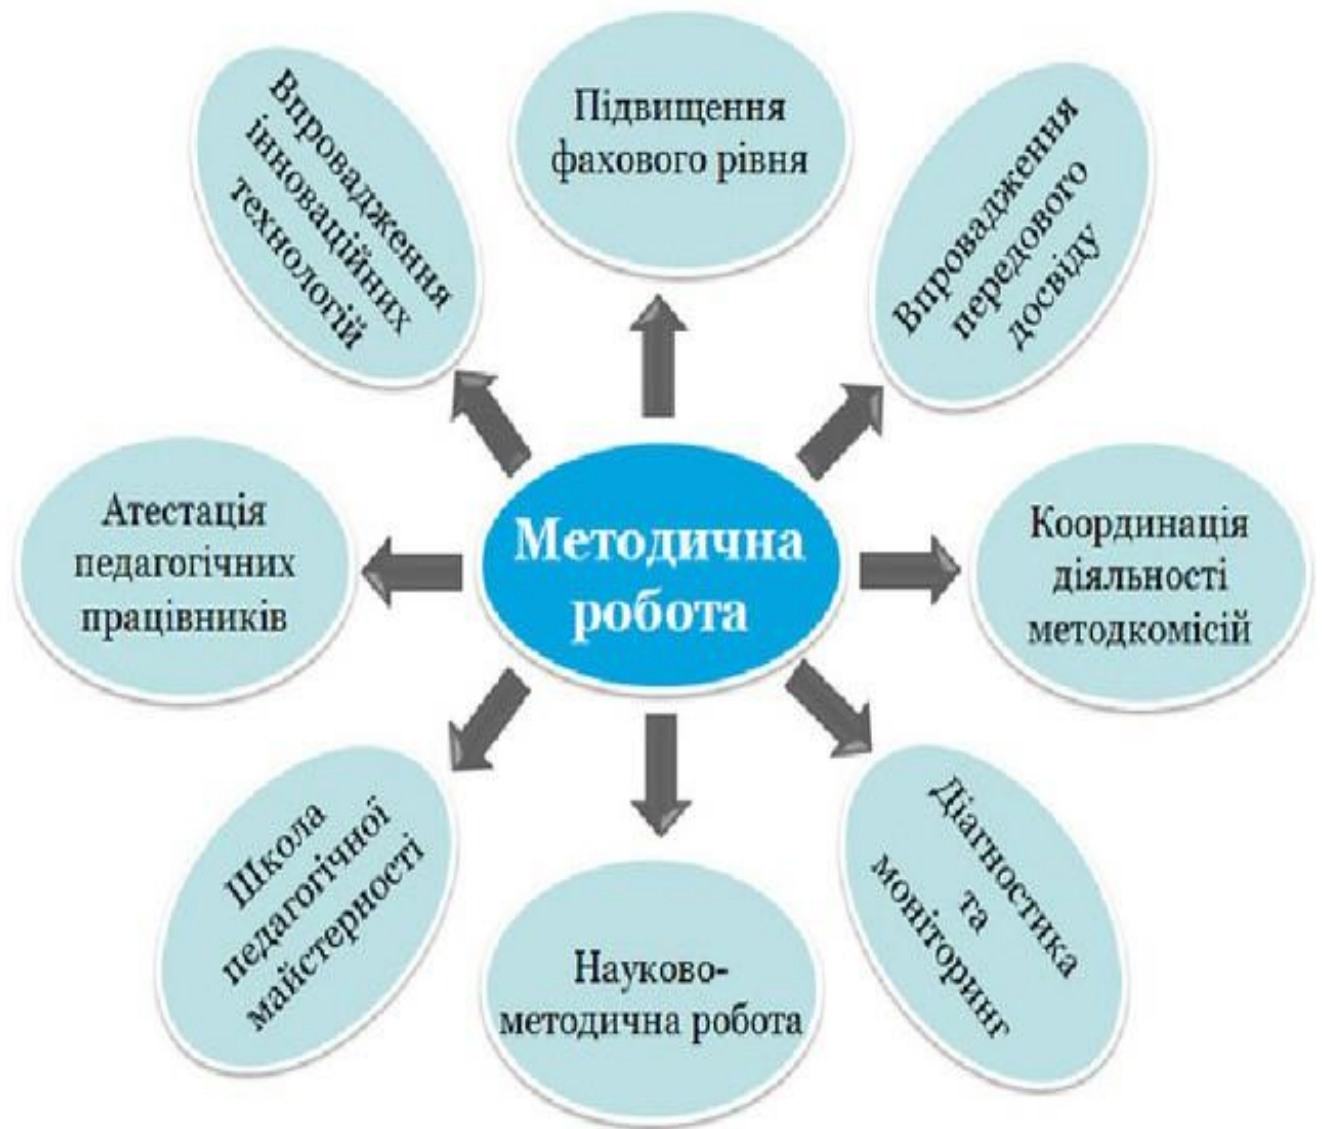 Впровадження
інноваційних
технологій
Підвищення
фахового рівня
Впровадження
передового
досвіду
Атестація
педагогічних
працівників
Методична
робота
Координація
діяльності
методкомісій
Школа
педагогічної
майстерності
Науково-
методична робота
Діагностика
та
моніторинг